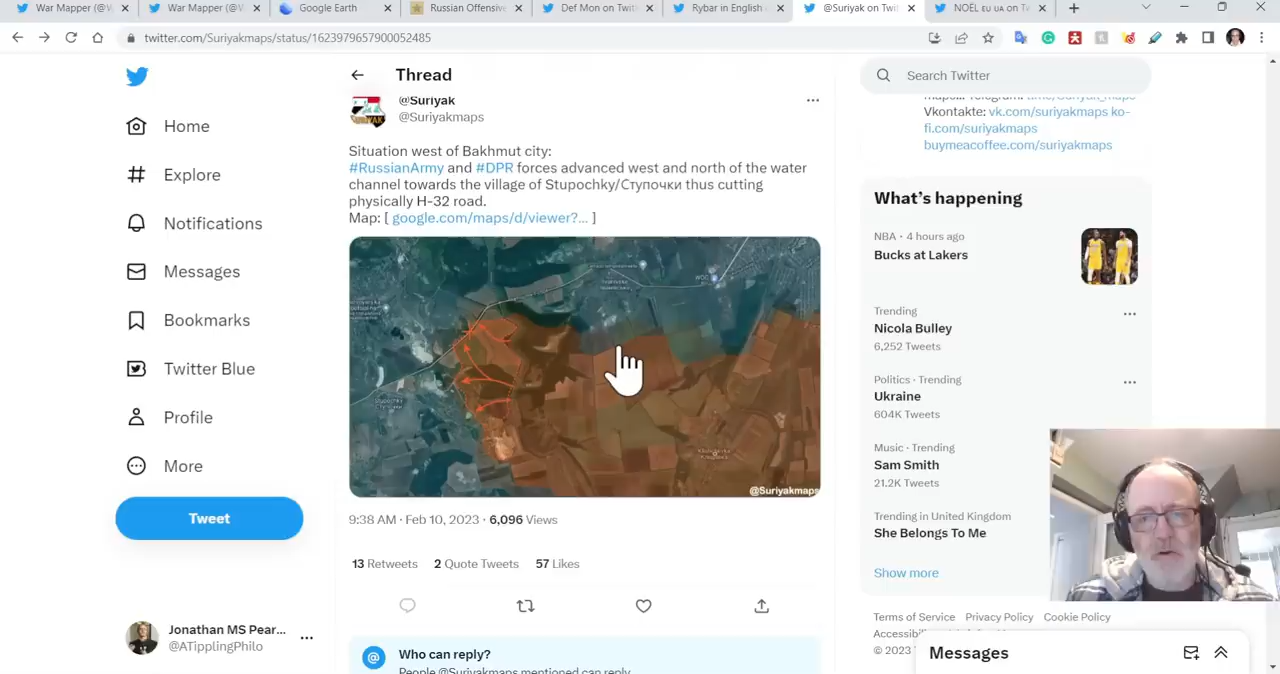 War Mapper (@W
War Mapper (@W
Google Earth
Russian Offensive
Def Mon on Twit
Rybar in English
@Suriyak on Twit
NOËL EU UA on T
twitter.com/Suriyakmaps/status/1623979657900052485
Home
Explore
Notifications
Messages
Bookmarks
Twitter Blue
Profile
More
Tweet
Jonathan MS Pear...
@ATipplingPhilo
Thread
@Suriyak
@Suriyakmaps
Situation west of Bakhmut city:
#RussianArmy and #DPR forces advanced west and north of the water
channel towards the village of Stupochky/Ступочки thus cutting
physically H-32 road.
Map: [ google.com/maps/d/viewer?... ]
Stupochky
Ступочки
@Suriyakmaps
9:38 AM · Feb 10, 2023 · 6,096 Views
13 Retweets 2 Quote Tweets 57 Likes
Who can reply?
People @Suriyakmaps mentioned can reply
Search Twitter
Vkontakte: vk.com/suriyakmaps ko-
fi.com/suriyakmaps
buymeacoffee.com/suriyakmaps
What's happening
NBA · 4 hours ago
Bucks at Lakers
Trending
Nicola Bulley
6,252 Tweets
Politics · Trending
Ukraine
604K Tweets
Music · Trending
Sam Smith
21.2K Tweets
Trending in United Kingdom
She Belongs To Me
Show more
Terms of Service Privacy Policy Cookie Policy
© 2023
Messages